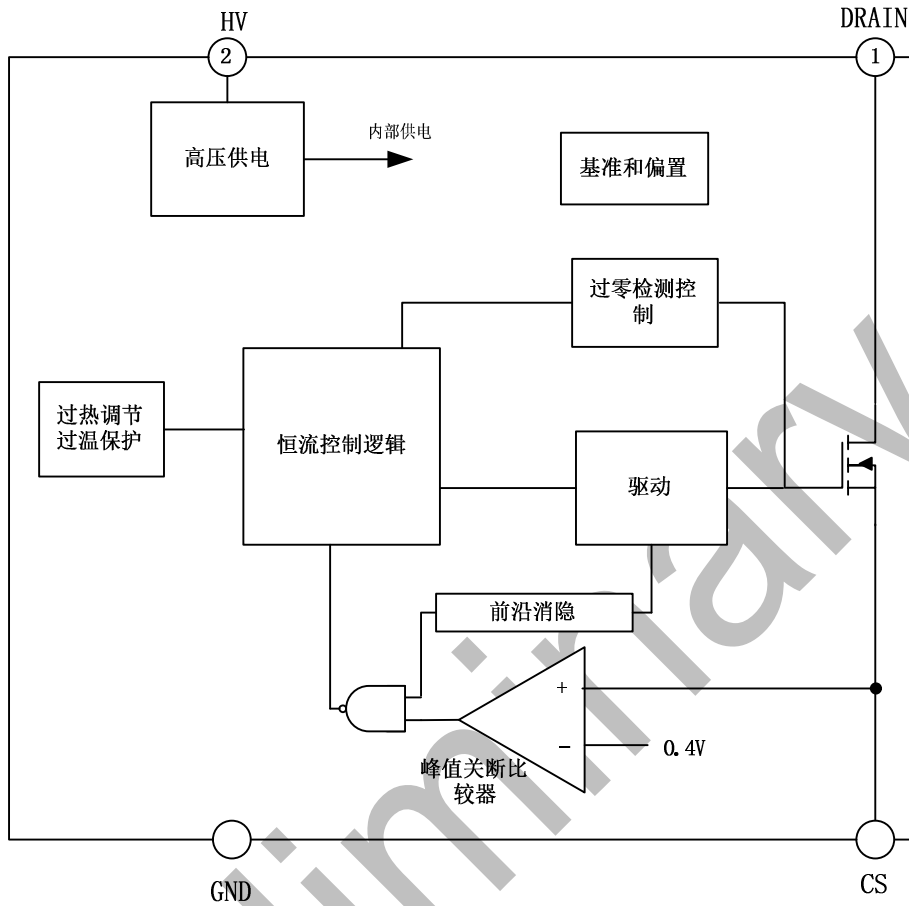 HV
DRAIN
2
1
高压供电
内部供电
基准和偏置
过零检测控
制
过热调节
过温保护
恒流控制逻辑
驱动
前沿消隐
+
-
0.4V
峰值关断比
较器
GND
CS
liminary